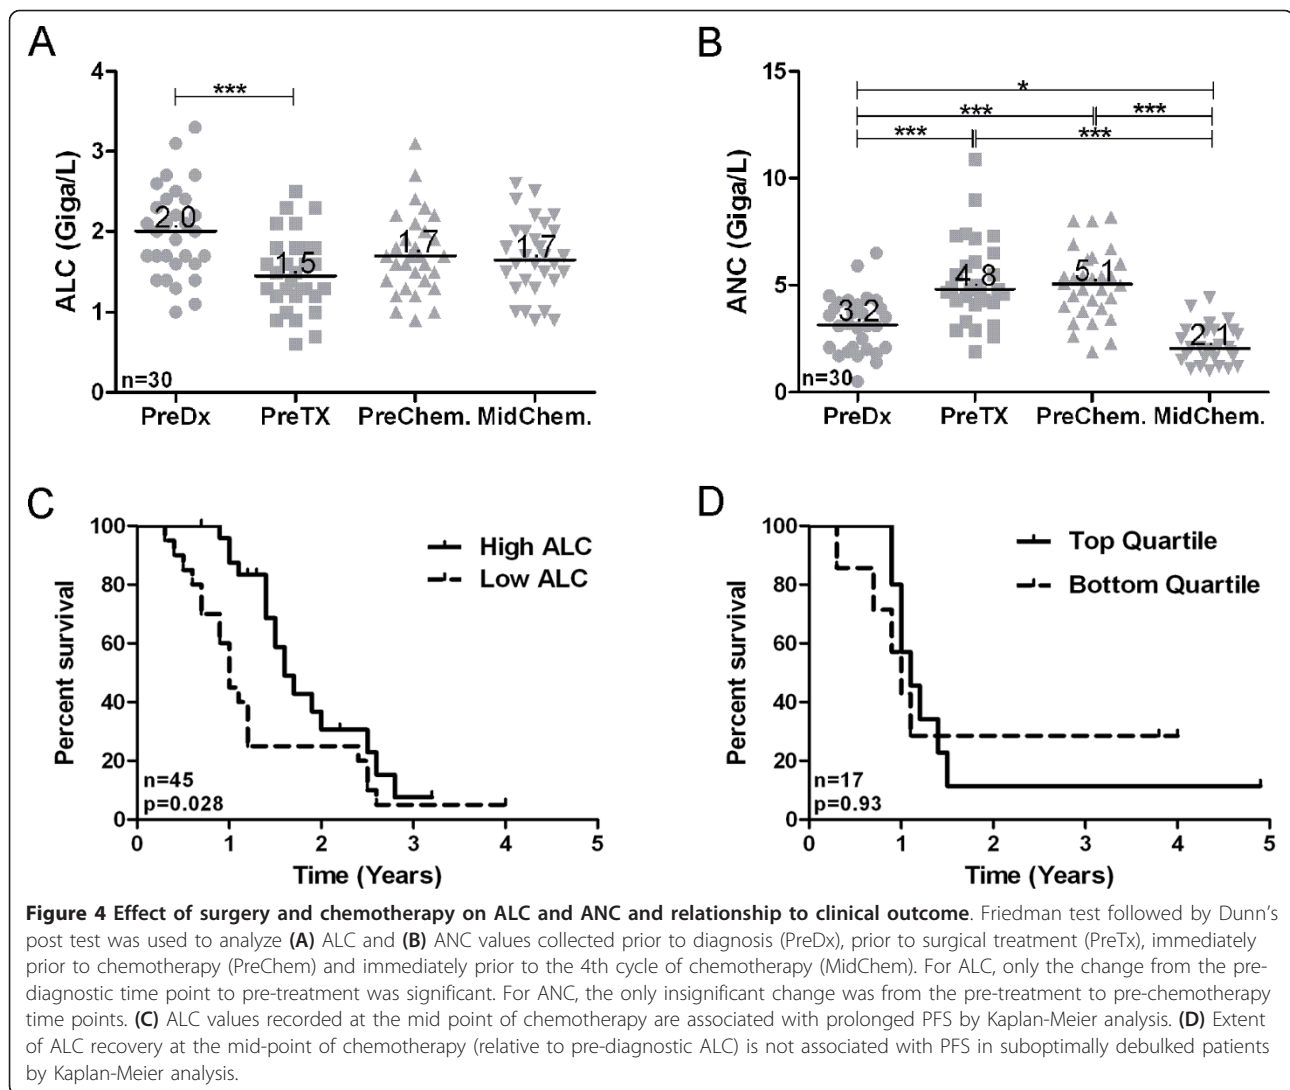 A
ALC (Giga/L)
4
3
2
1
0
***
2.0
1.5
1.7
1.7
n=30
PreDx PreTX PreChem. MidChem.
B
ANC (Giga/L)
15
10
5
0
*
*** ***
*** ***
3.2
4.8
5.1
2.1
n=30
PreDx PreTX PreChem. MidChem.
C
Percent survival
100
80
60
40
20
0
High ALC
Low ALC
n=45
p=0.028
0 1 2 3 4 5
Time (Years)
D
Percent survival
100
80
60
40
20
0
Top Quartile
Bottom Quartile
n=17
p=0.93
0 1 2 3 4 5
Time (Years)
Figure 4 Effect of surgery and chemotherapy on ALC and ANC and relationship to clinical outcome. Friedman test followed by Dunn's
post test was used to analyze (A) ALC and (B) ANC values collected prior to diagnosis (PreDx), prior to surgical treatment (PreTx), immediately
prior to chemotherapy (PreChem) and immediately prior to the 4th cycle of chemotherapy (MidChem). For ALC, only the change from the pre-
diagnostic time point to pre-treatment was significant. For ANC, the only insignificant change was from the pre-treatment to pre-chemotherapy
time points. (C) ALC values recorded at the mid point of chemotherapy are associated with prolonged PFS by Kaplan-Meier analysis. (D) Extent
of ALC recovery at the mid-point of chemotherapy (relative to pre-diagnostic ALC) is not associated with PFS in suboptimally debulked patients
by Kaplan-Meier analysis.